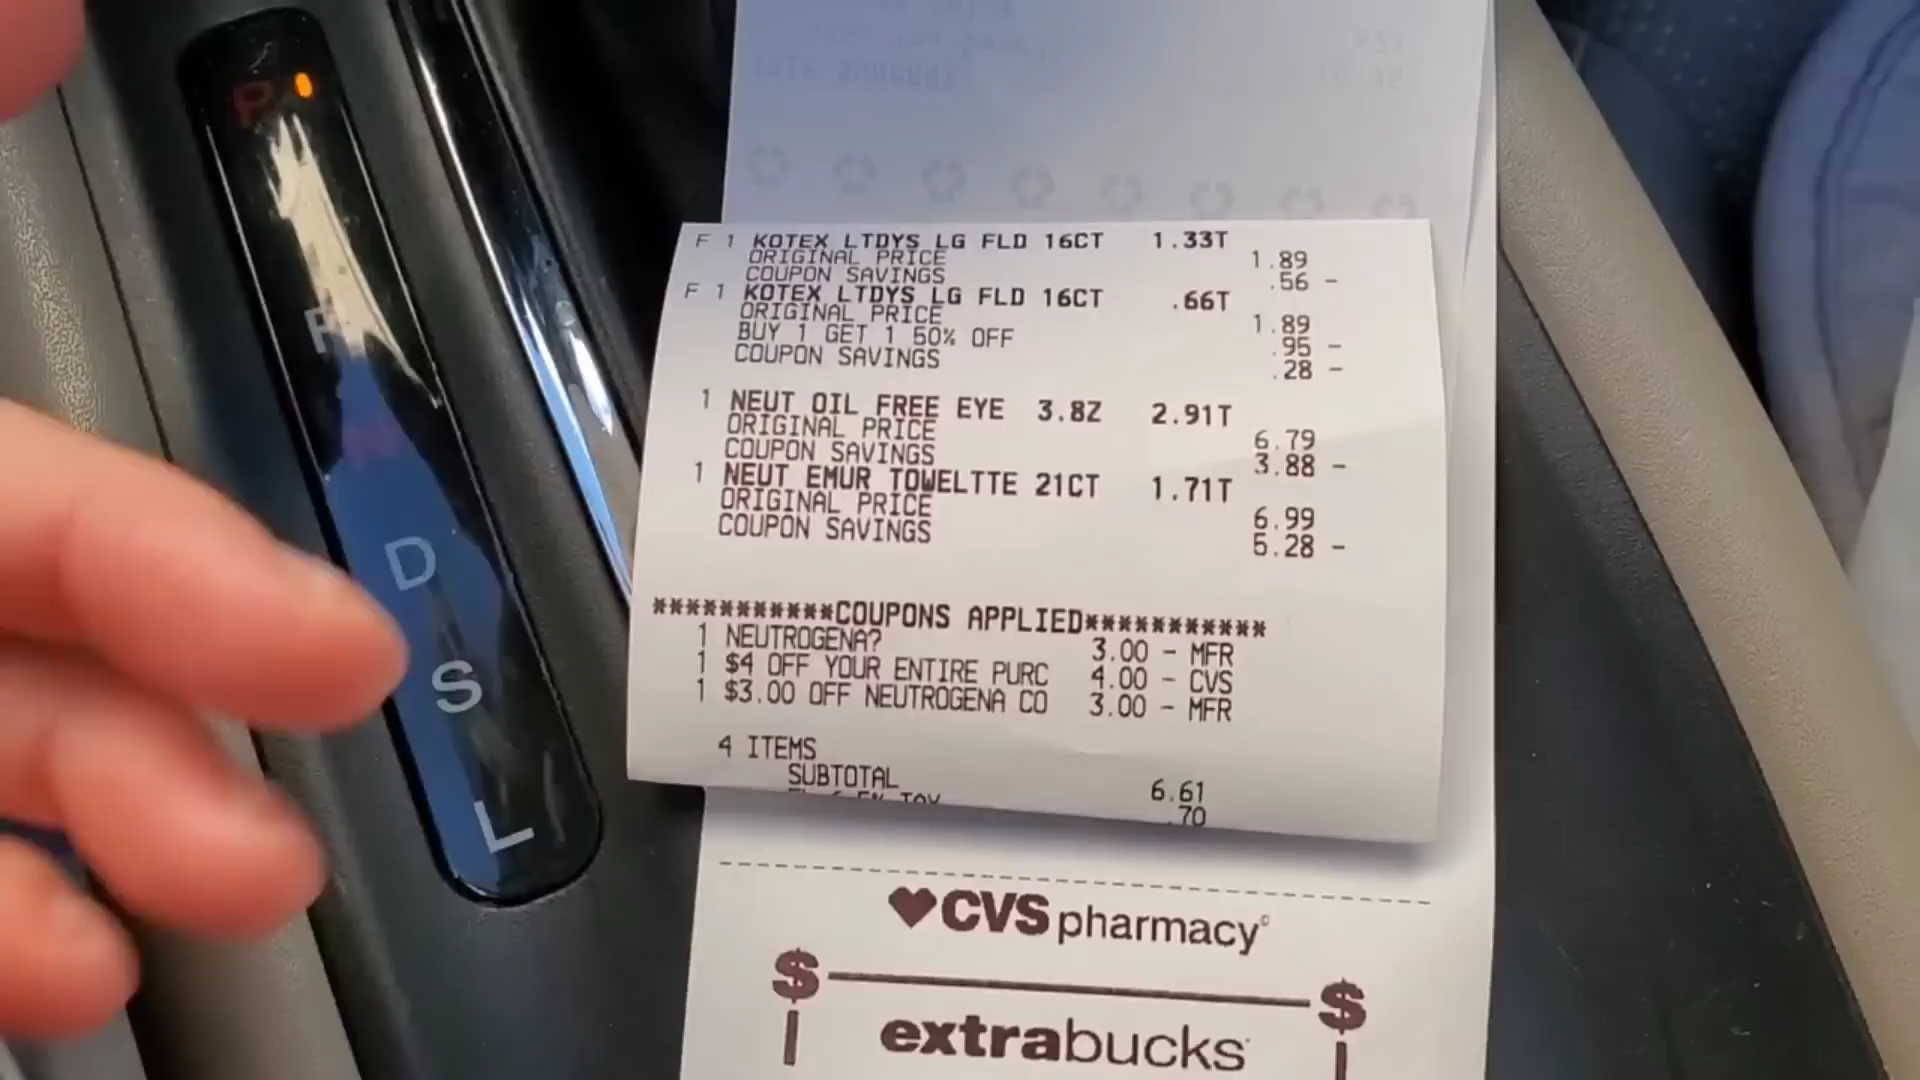 P
R
N
D
S
L
F 1 KOTEX LTDYS LG FLD 16CT 1.33T
ORIGINAL PRICE 1.89
COUPON SAVINGS .56 -
F 1 KOTEX LTDYS LG FLD 16CT .66T
ORIGINAL PRICE 1.89
BUY 1 GET 1 50% OFF .95 -
COUPON SAVINGS .28 -
1 NEUT OIL FREE EYE 3.8Z 2.91T
ORIGINAL PRICE 6.79
COUPON SAVINGS 3.88 -
1 NEUT EMUR TOWELTTE 21CT 1.71T
ORIGINAL PRICE 6.99
COUPON SAVINGS 5.28 -
***********COUPONS APPLIED***********
1 NEUTROGENA? 3.00 - MFR
1 $4 OFF YOUR ENTIRE PURC 4.00 - CVS
1 $3.00 OFF NEUTROGENA CO 3.00 - MFR
4 ITEMS
SUBTOTAL 6.61
TAX .70
CVS pharmacy
$ $
extrabucks